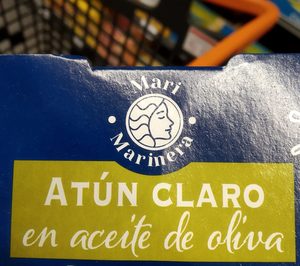 Mari
Marinera
ATÚN CLARO
en aceite de oliva